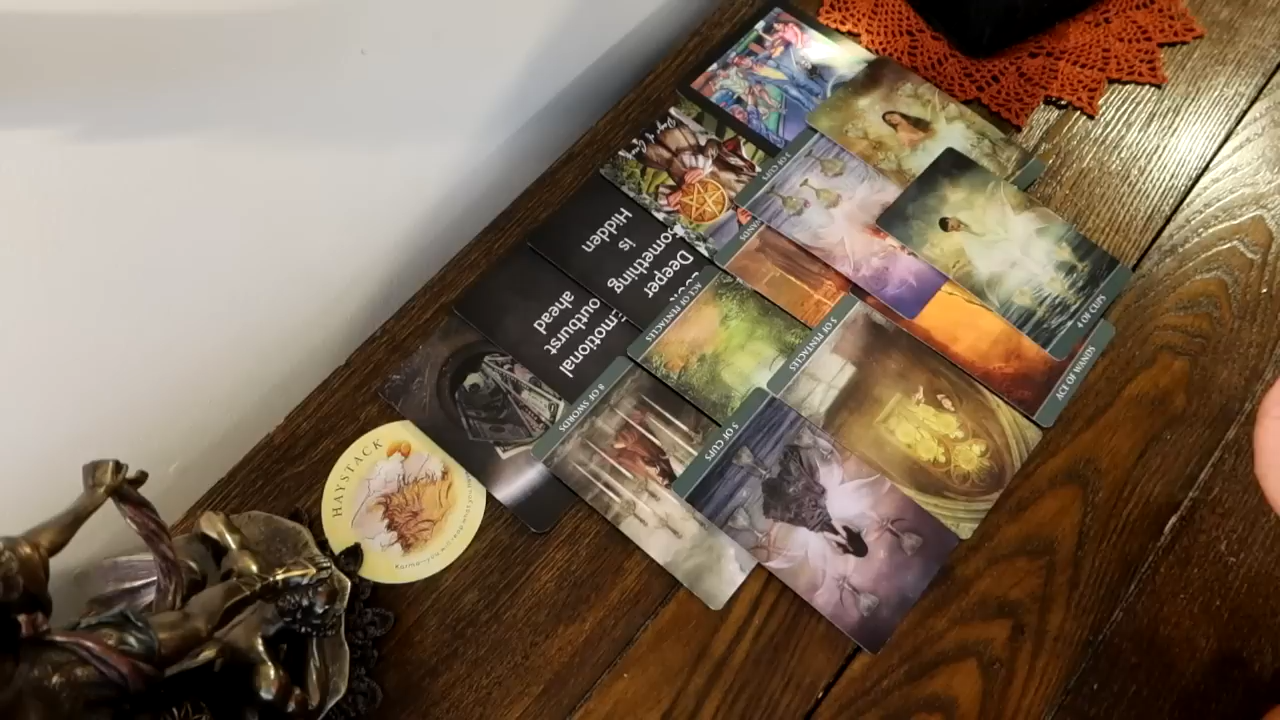 3 OF CUPS
4 OF CUPS
ACE OF WANDS
WANDS
Deeper
Something
is
Hidden
ACE OF PENTACLES
5 OF PENTACLES
Emotional
outburst
ahead
8 OF SWORDS
5 OF CUPS
HAYSTACK